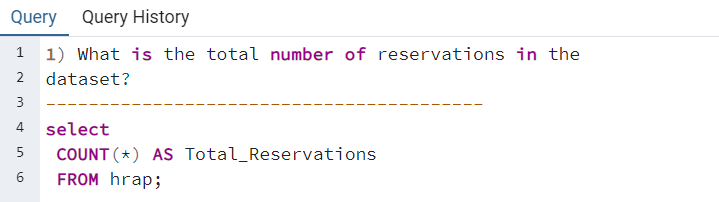 Query Query History
1 1) What is the total number of reservations in the
2 dataset?
3 -----------------------------------------
4 select
5 COUNT(*) AS Total_Reservations
6 FROM hrap;